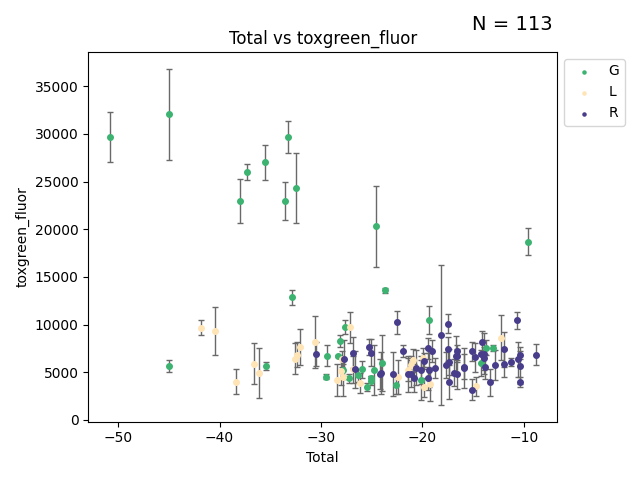 N = 113
Total vs toxgreen_fluor
G
L
R
35000
30000
25000
20000
15000
10000
5000
0
toxgreen_fluor
−50
−40
−30
−20
−10
Total